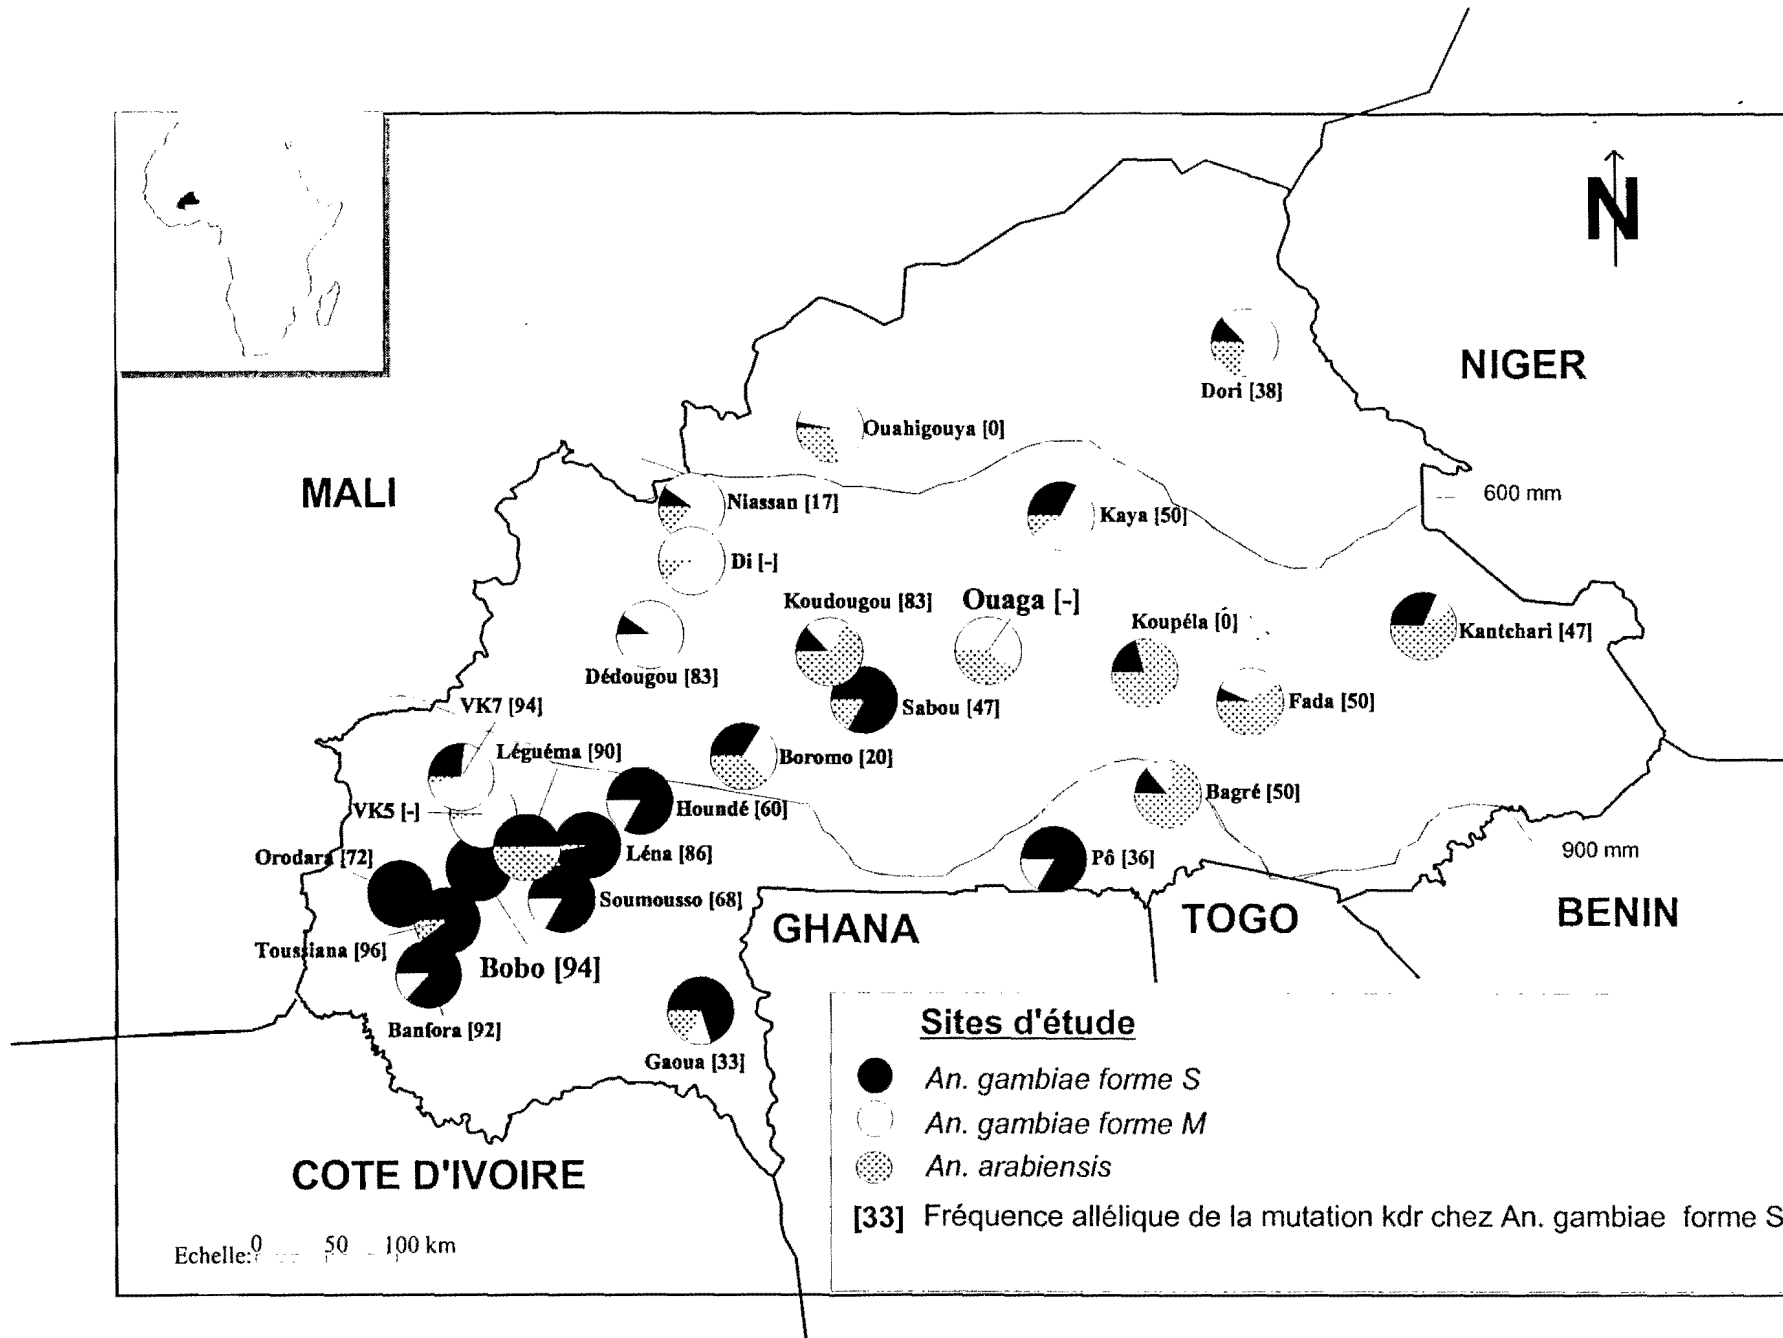 N
NIGER
Dori [38]
Ouahigouya [0]
MALI
Niassan [17]
Kaya [50]
600 mm
Di [-]
Koudougou [83]
Ouaga [-]
Koupéla [0]
Kantchari [47]
Dédougou [83]
VK7 [94]
Sabou [47]
Fada [50]
Léguéma [90]
Boromo [20]
Bagré [50]
VK5 [-]
Houndé [60]
Orodara [72]
Léna [86]
Pô [36]
900 mm
Soumousso [68]
GHANA
TOGO
BENIN
Toussiana [96]
Bobo [94]
Banfora [92]
Gaoua [33]
COTE D'IVOIRE
Sites d'étude
An. gambiae forme S
An. gambiae forme M
An. arabiensis
[33] Fréquence allélique de la mutation kdr chez An. gambiae forme S
Echelle: 0 50 100 km